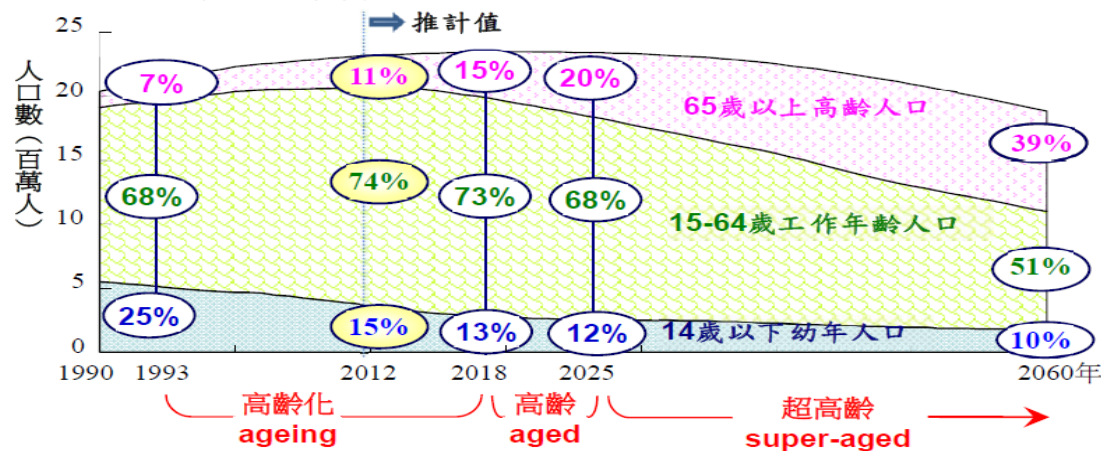 推計值
人口數(百萬人)
25
20
15
10
5
0
7%
11%
15%
20%
65歲以上高齡人口
39%
68%
74%
73%
68%
15-64歲工作年齡人口
51%
25%
15%
13%
12%
14歲以下幼年人口
10%
1990 1993 2012 2018 2025 2060年
高齡化 高齡 超高齡
ageing aged super-aged